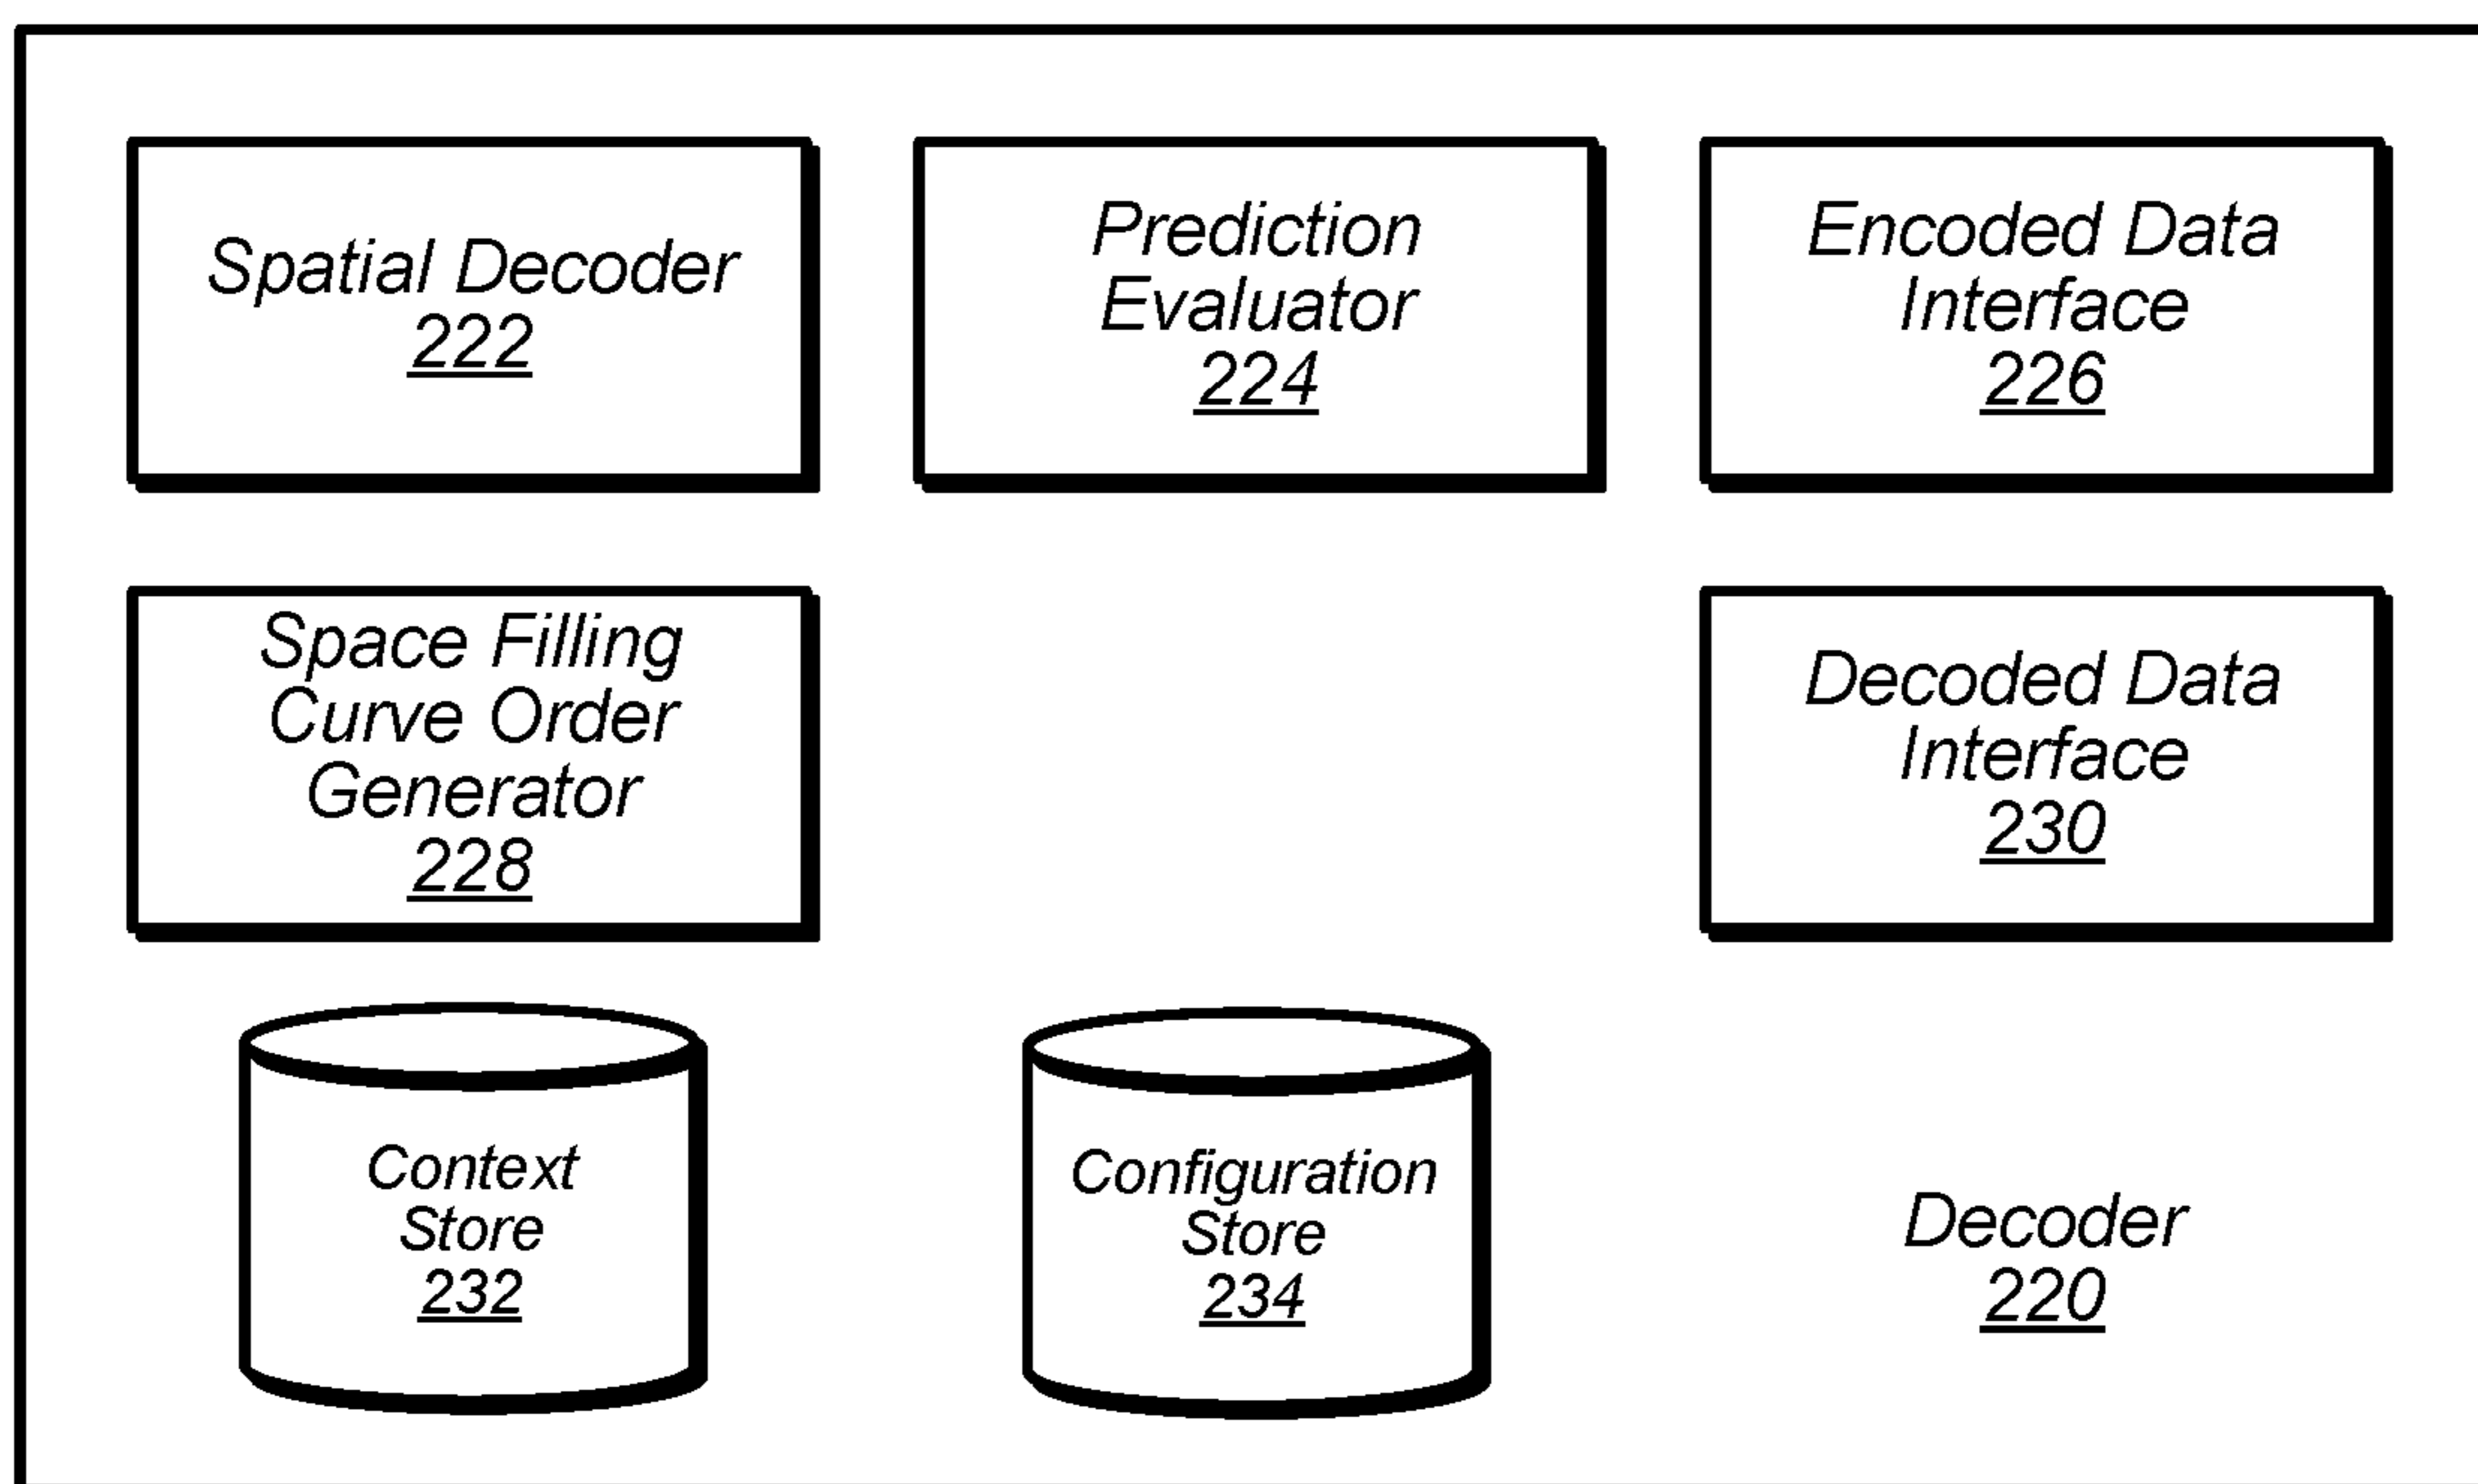 Spatial Decoder
222
Prediction
Evaluator
224
Encoded Data
Interface
226
Space Filling
Curve Order
Generator
228
Decoded Data
Interface
230
Context
Store
232
Configuration
Store
234
Decoder
220